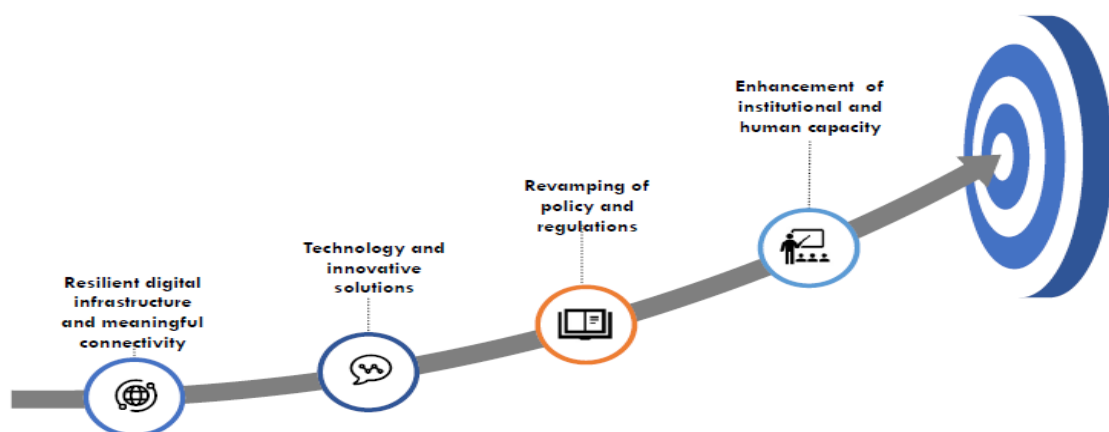 Resilient digital
infrastructure
and meaningful
connectivity
Technology and
innovative
solutions
Revamping of
policy and
regulations
Enhancement of
institutional and
human capacity